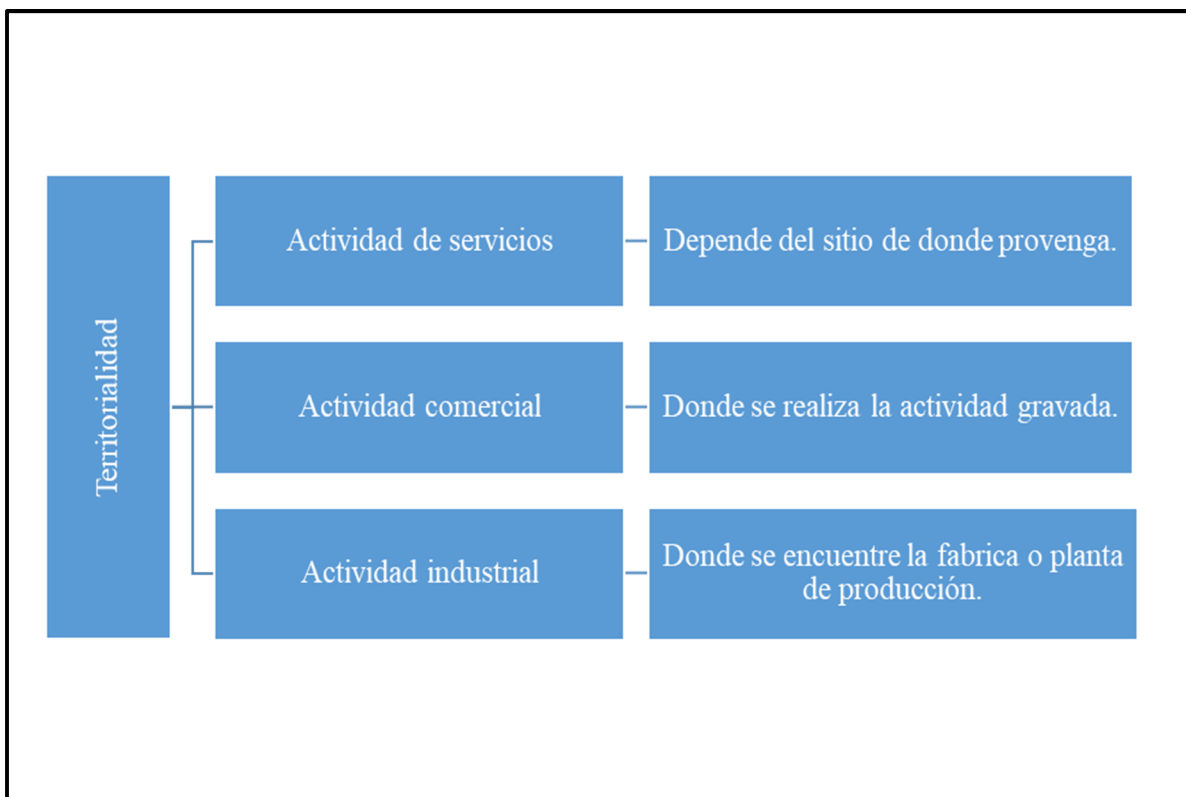 Territorialidad
Actividad de servicios
Depende del sitio de donde provenga.
Actividad comercial
Donde se realiza la actividad gravada.
Actividad industrial
Donde se encuentre la fabrica o planta
de producción.